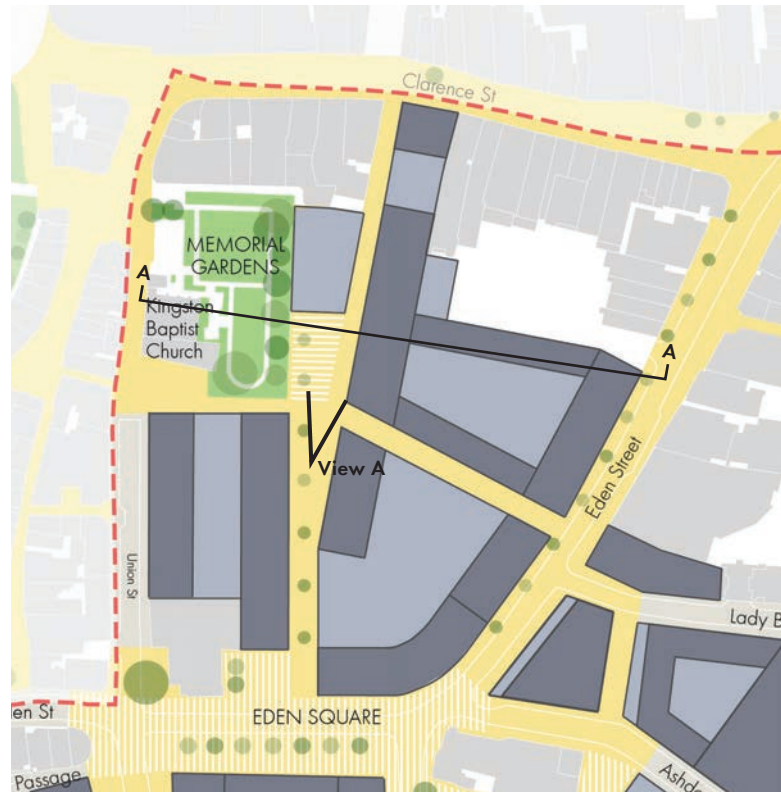 Clarence St
MEMORIAL
GARDENS
A
Kingston
Baptist
Church
A
View A
Eden Street
Union St
Lady B
EDEN SQUARE
en St
Passage
Ashd